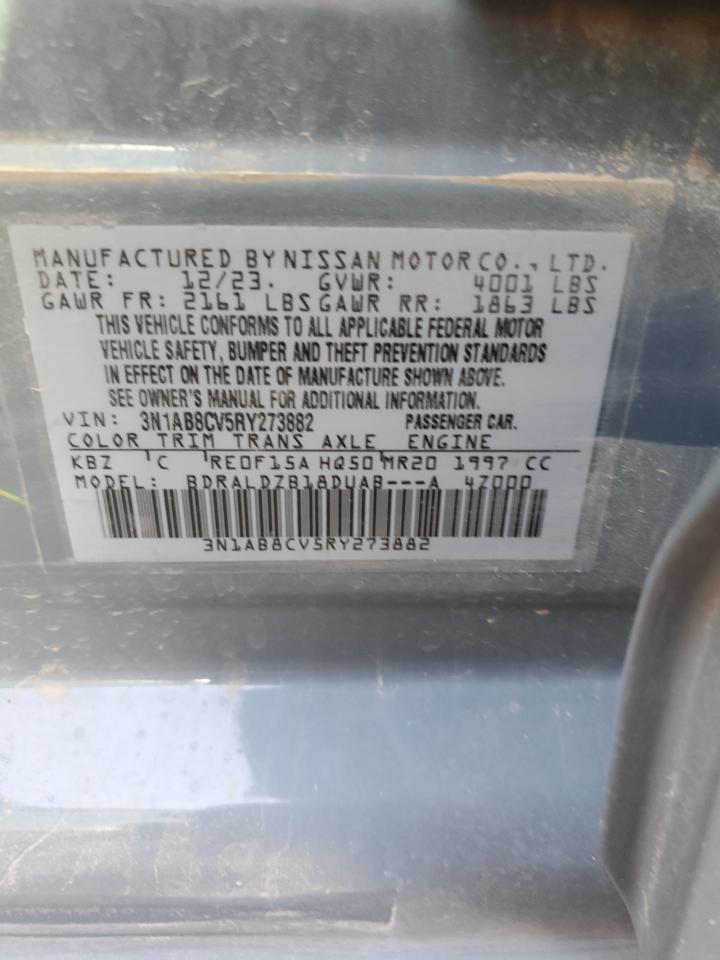 MANUFACTURED BY NISSAN MOTOR CO., LTD.
DATE: 12/23. GVWR: 4001 LBS
GAWR FR: 2161 LBS GAWR RR: 1863 LBS
THIS VEHICLE CONFORMS TO ALL APPLICABLE FEDERAL MOTOR
VEHICLE SAFETY, BUMPER AND THEFT PREVENTION STANDARDS
IN EFFECT ON THE DATE OF MANUFACTURE SHOWN ABOVE.
SEE OWNER'S MANUAL FOR ADDITIONAL INFORMATION.
VIN: 3N1AB8CV5RY273882 PASSENGER CAR.
COLOR TRIM TRANS AXLE ENGINE
KBZ C RE0F15A HQ50 MR20 1997 CC
MODEL: BDRALDZB18DUAB---A 4Z000
3N1AB8CV5RY273882